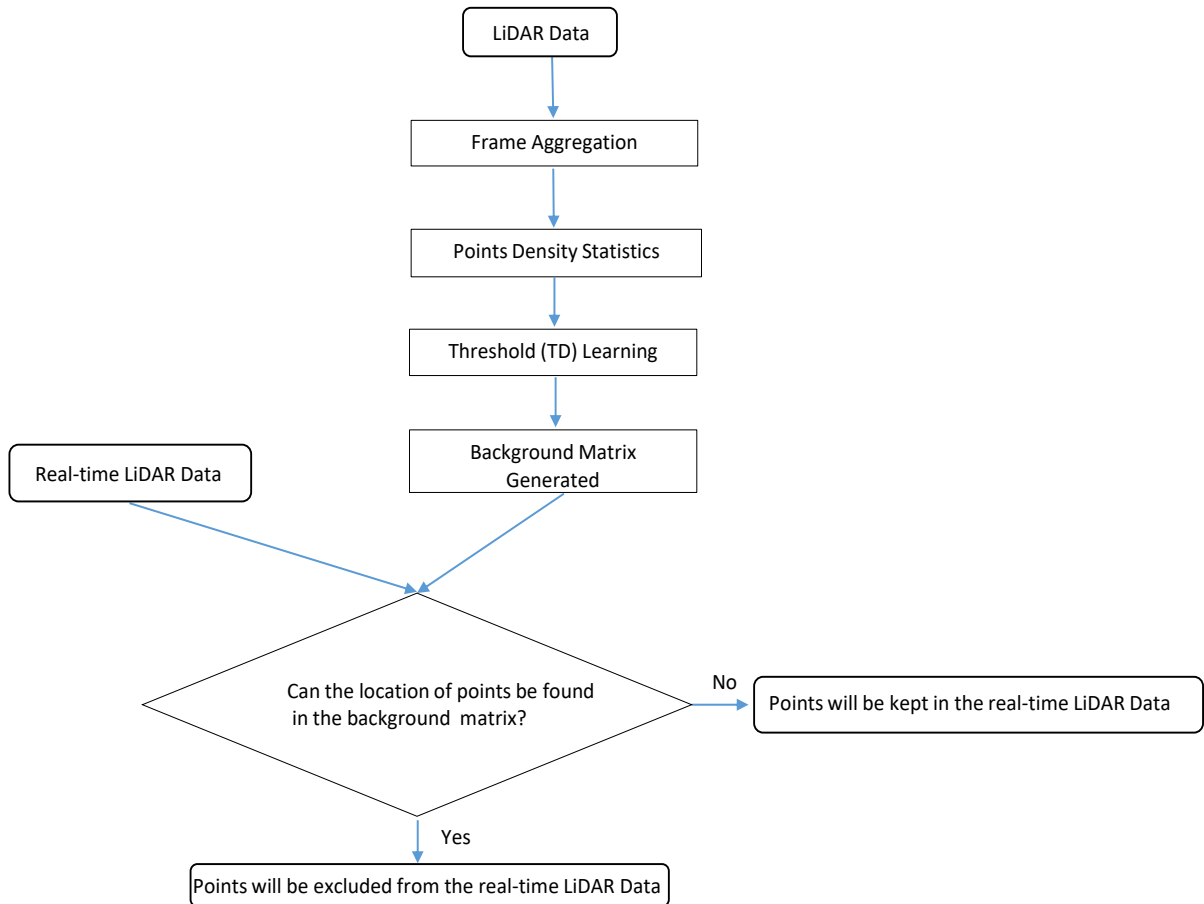 LiDAR Data
Frame Aggregation
Points Density Statistics
Threshold (TD) Learning
Background Matrix
Generated
Real-time LiDAR Data
Can the location of points be found
in the background matrix?
No
Points will be kept in the real-time LiDAR Data
Yes
Points will be excluded from the real-time LiDAR Data